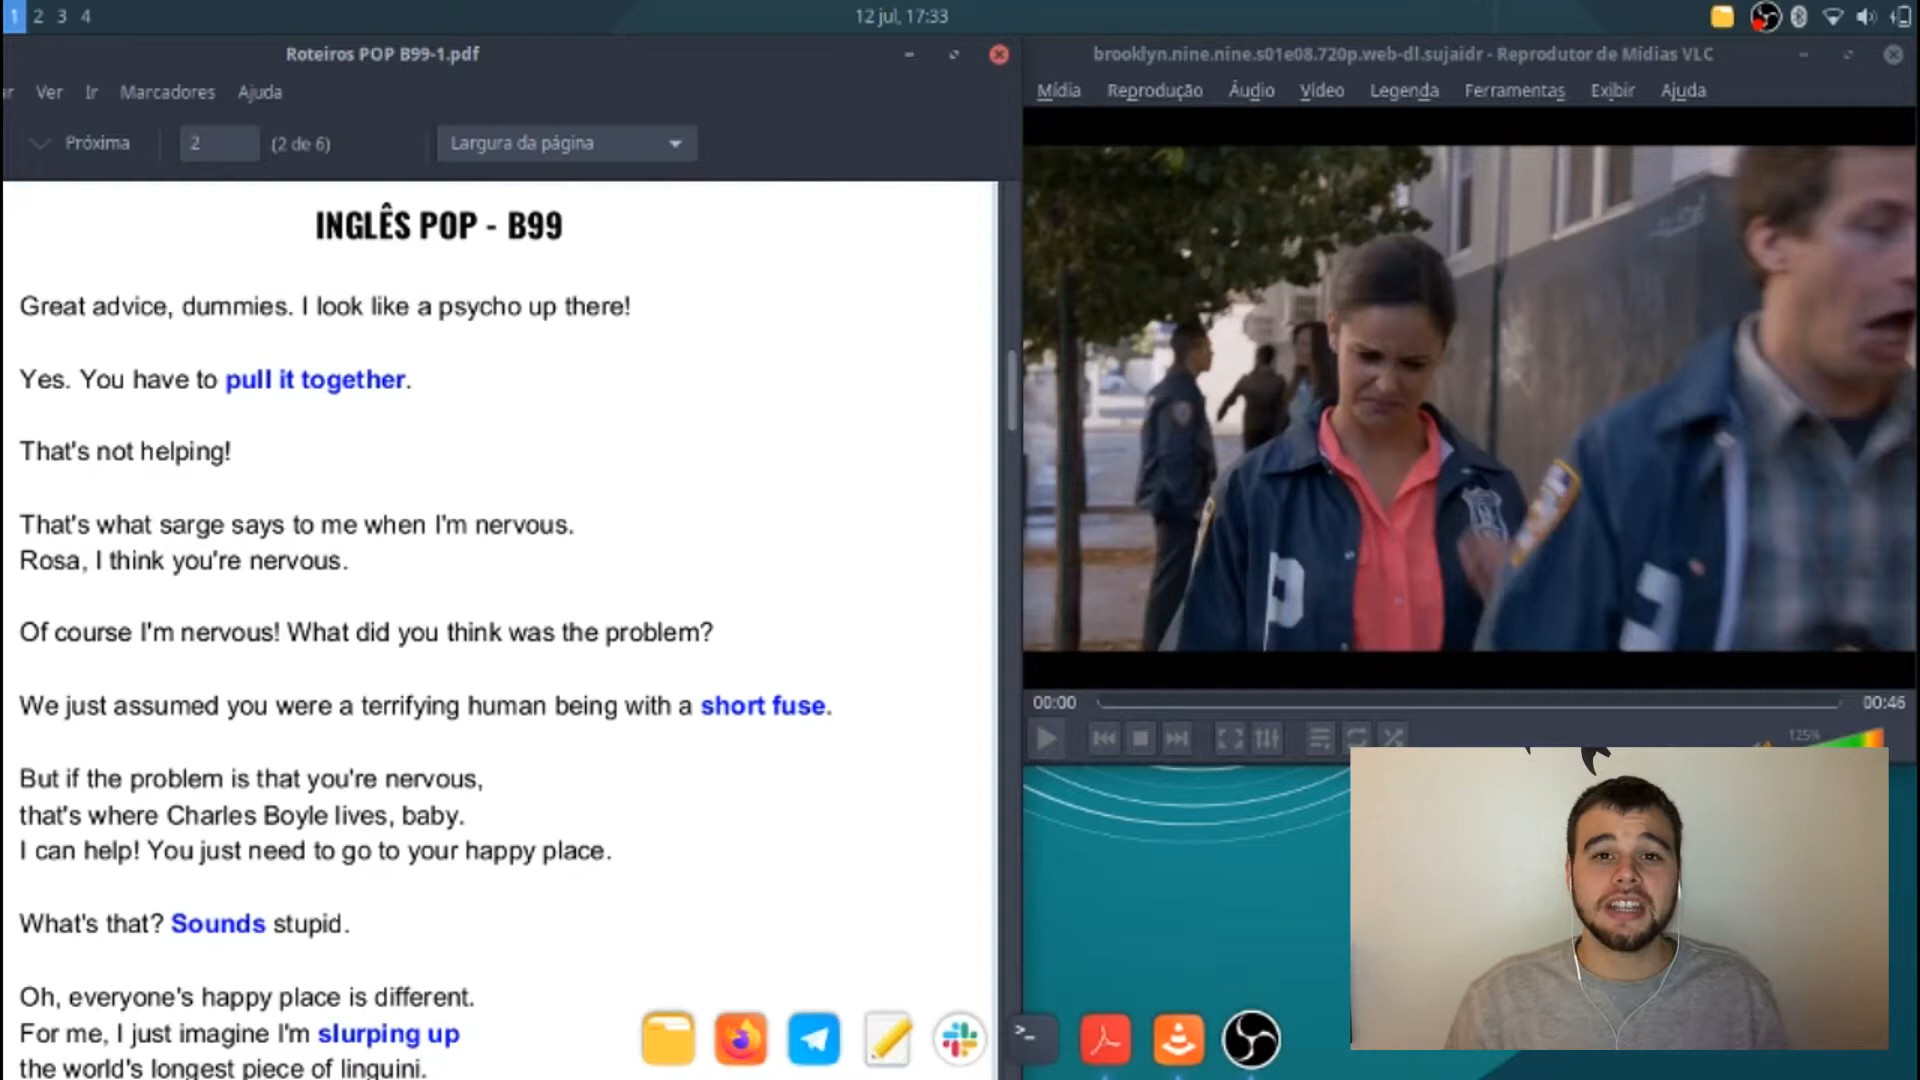 1 2 3 4
12 jul, 17:33
Roteiros POP B99-1.pdf
Ver Ir Marcadores Ajuda
Próxima 2 (2 de 6) Largura da página
INGLÊS POP - B99
Great advice, dummies. I look like a psycho up there!
Yes. You have to pull it together.
That's not helping!
That's what sarge says to me when I'm nervous.
Rosa, I think you're nervous.
Of course I'm nervous! What did you think was the problem?
We just assumed you were a terrifying human being with a short fuse.
But if the problem is that you're nervous,
that's where Charles Boyle lives, baby.
I can help! You just need to go to your happy place.
What's that? Sounds stupid.
Oh, everyone's happy place is different.
For me, I just imagine I'm slurping up
the world's longest piece of linguini.
brooklyn.nine.nine.s01e08.720p.web-dl.sujaidr - Reprodutor de Mídias VLC
Mídia Reprodução Áudio Vídeo Legenda Ferramentas Exibir Ajuda
P
00:00 00:46
125%